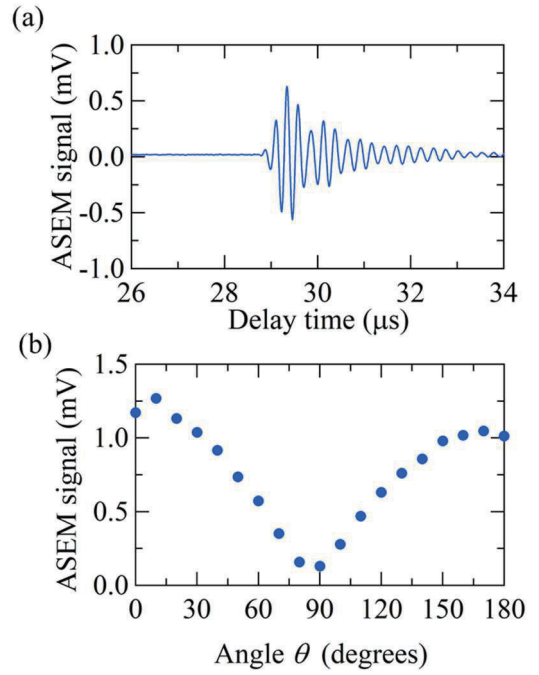 (a)
1.0
0.5
0.0
-0.5
-1.0
ASEM signal (mV)
26 28 30 32 34
Delay time (μs)
(b)
1.5
1.0
0.5
0.0
ASEM signal (mV)
0 30 60 90 120 150 180
Angle θ (degrees)